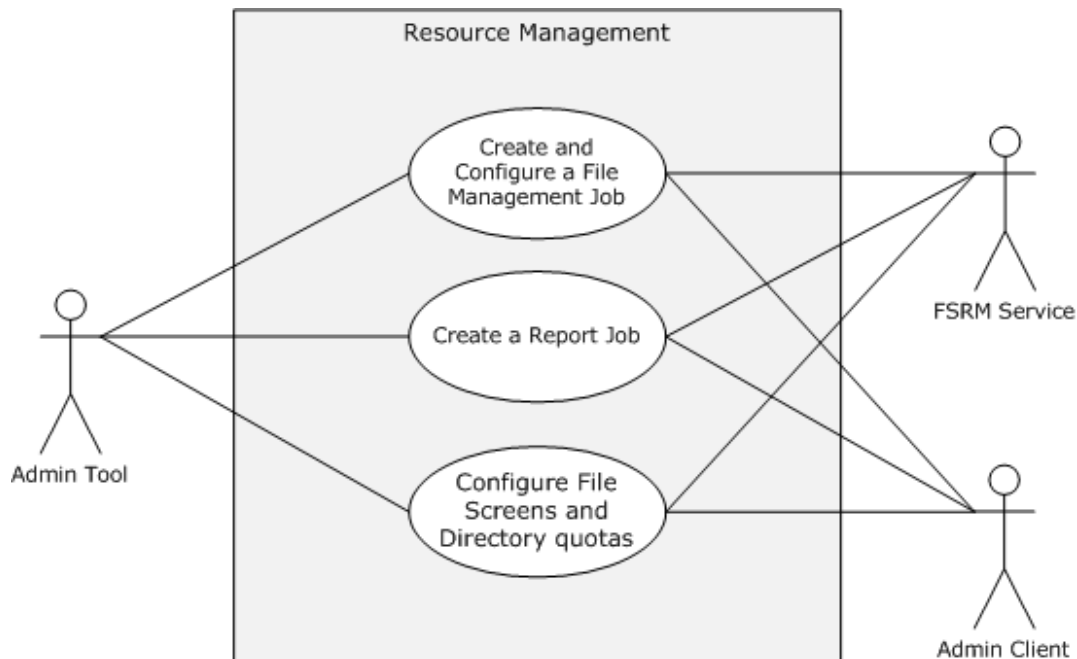 Resource Management
Create and
Configure a File
Management Job
FSRM Service
Create a Report Job
Admin Tool
Configure File
Screens and
Directory quotas
Admin Client